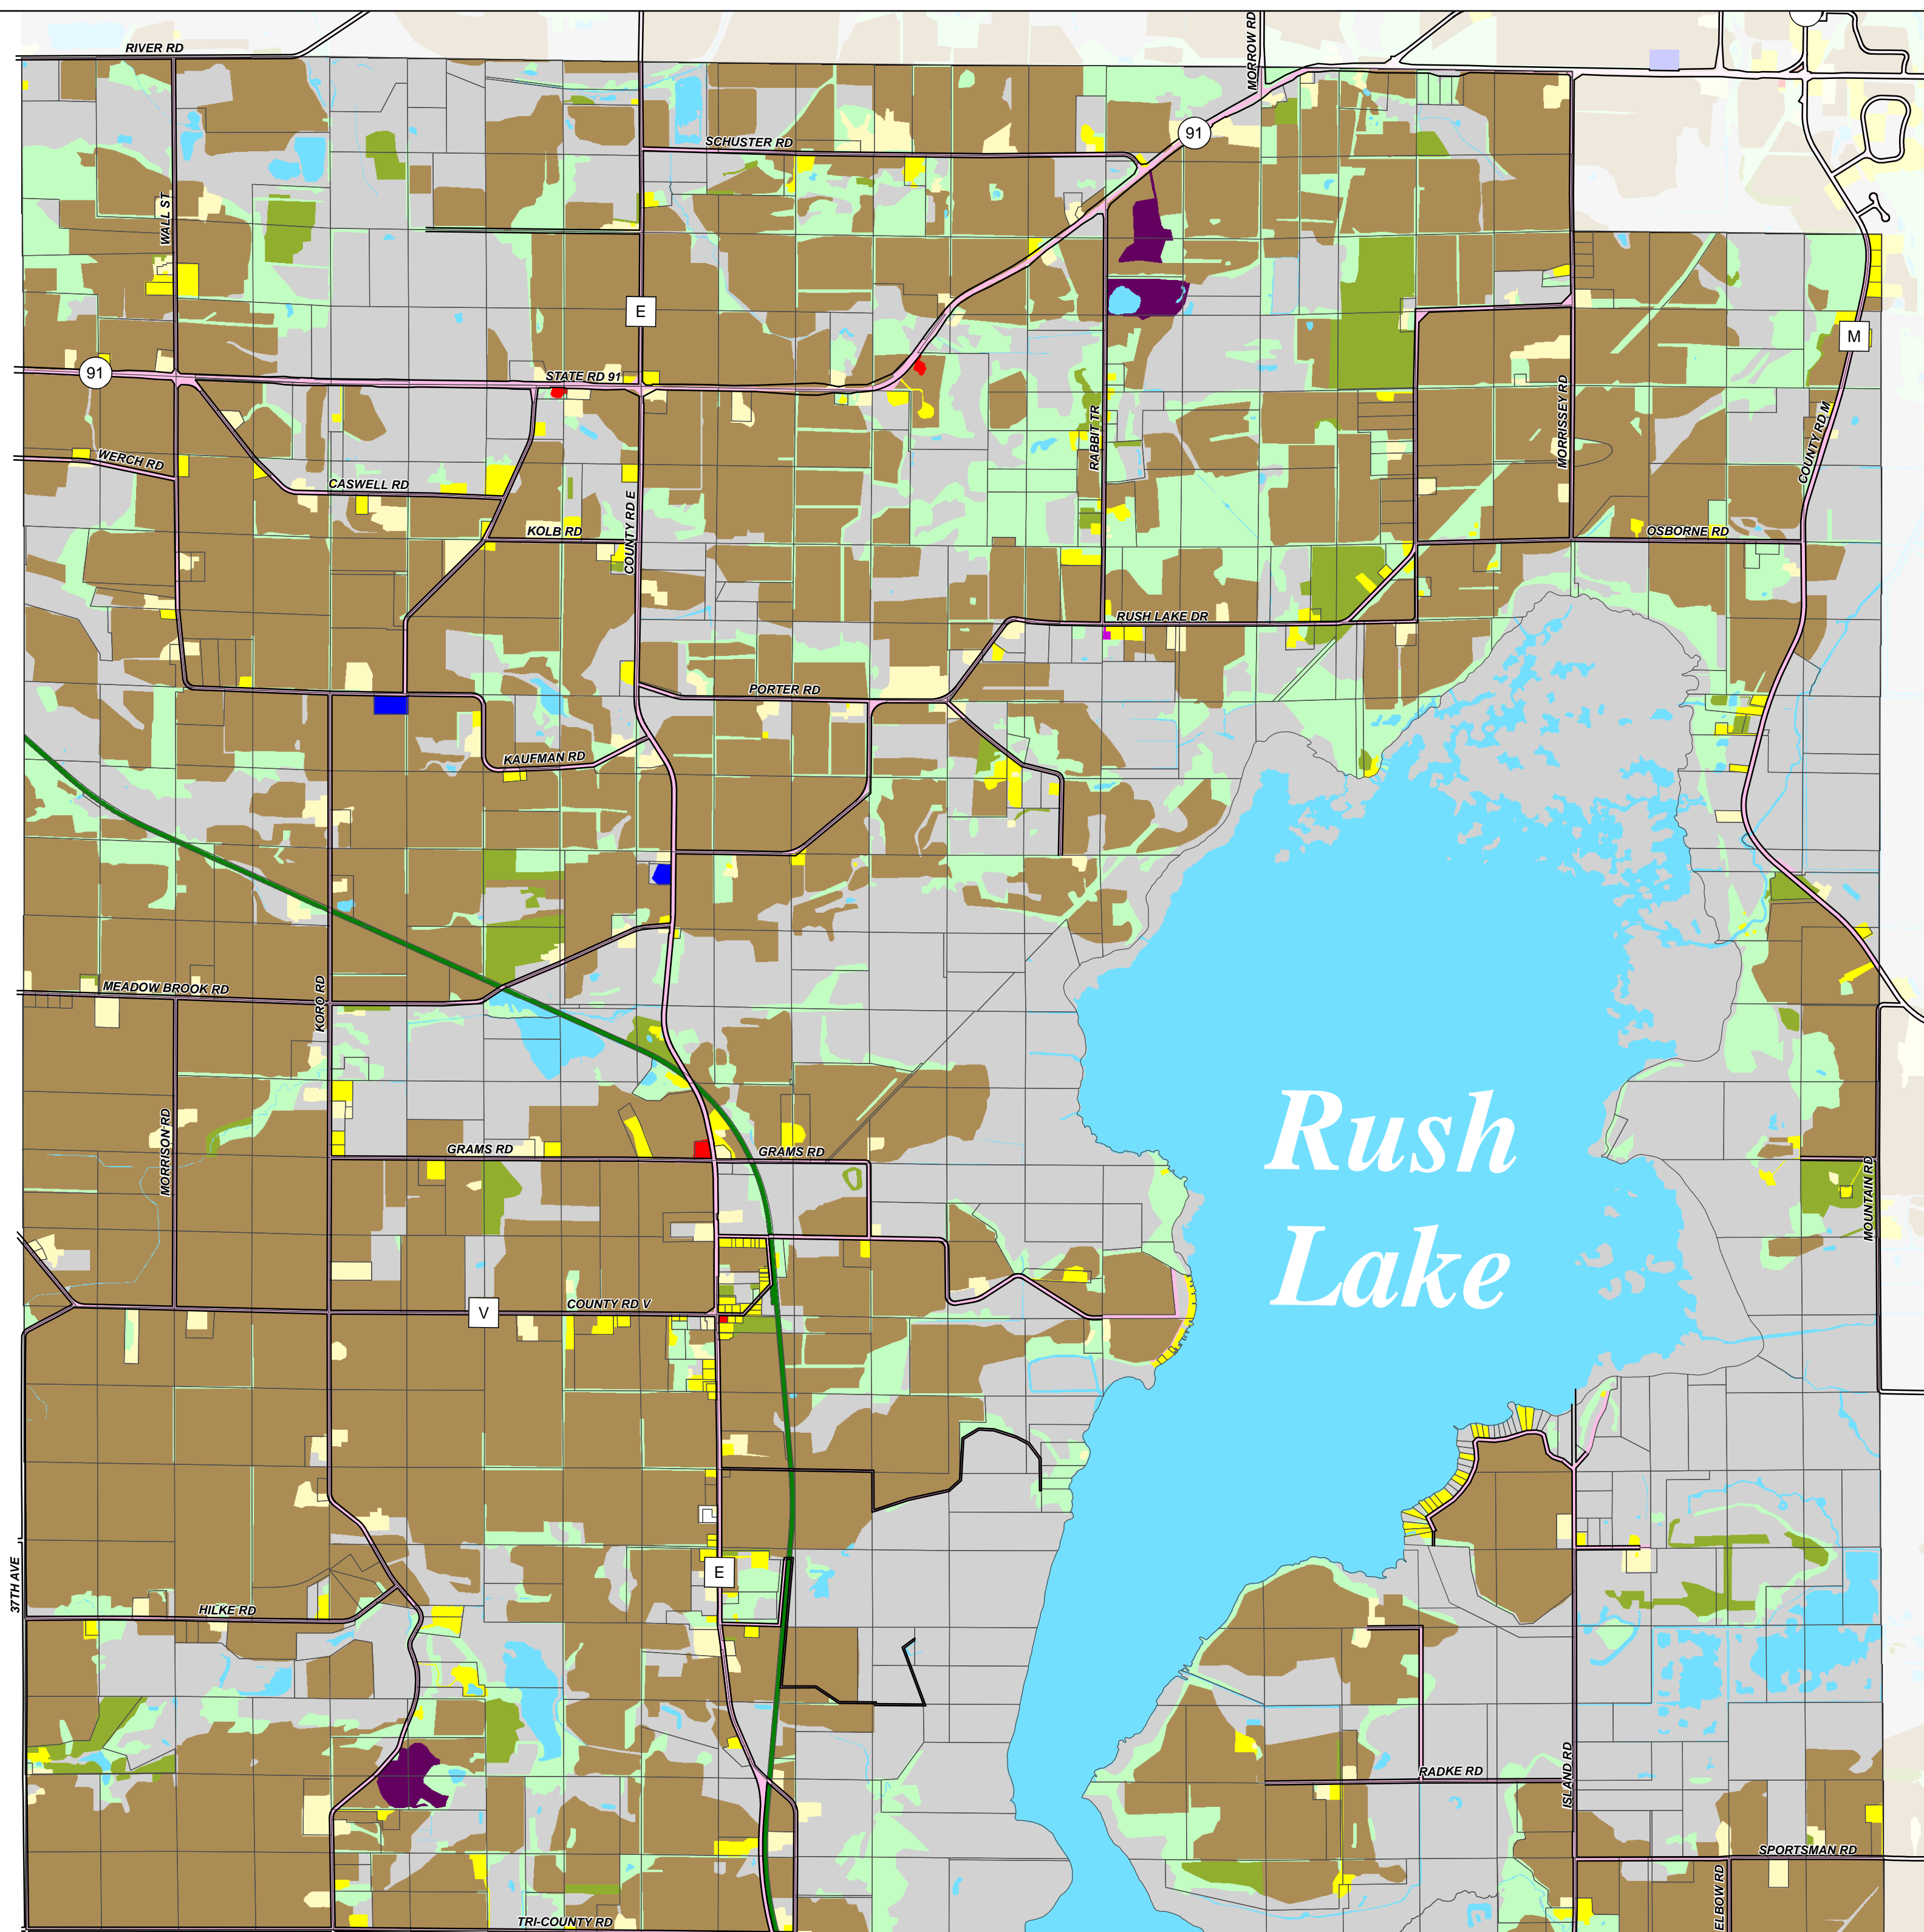 RIVER RD
MORROW RD
SCHUSTER RD
91
WALL ST
E
M
91
STATE RD 91
RABBIT TR
MORRISSEY RD
COUNTY RD M
WERCH RD
CASWELL RD
KOLB RD
COUNTY RD E
OSBORNE RD
RUSH LAKE DR
PORTER RD
KAUFMAN RD
MEADOW BROOK RD
KORO RD
Rush
Lake
MORRISON RD
GRAMS RD
GRAMS RD
MOUNTAIN RD
V
COUNTY RD V
E
37TH AVE
HILKE RD
RADKE RD
ISLAND RD
SPORTSMAN RD
ELBOW RD
TRI-COUNTY RD